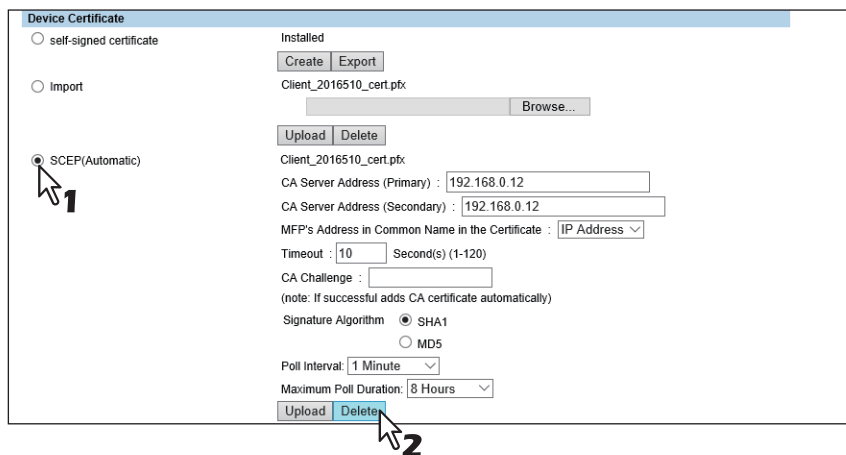 Device Certificate
self-signed certificate Installed
Create Export
Import Client_2016510_cert.pfx
Browse...
Upload Delete
SCEP(Automatic) Client_2016510_cert.pfx
CA Server Address (Primary) : 192.168.0.12
1
CA Server Address (Secondary) : 192.168.0.12
MFP's Address in Common Name in the Certificate : IP Address
Timeout : 10 Second(s) (1-120)
CA Challenge :
(note: If successful adds CA certificate automatically)
Signature Algorithm SHA1
MD5
Poll Interval: 1 Minute
Maximum Poll Duration: 8 Hours
Upload Delete
2